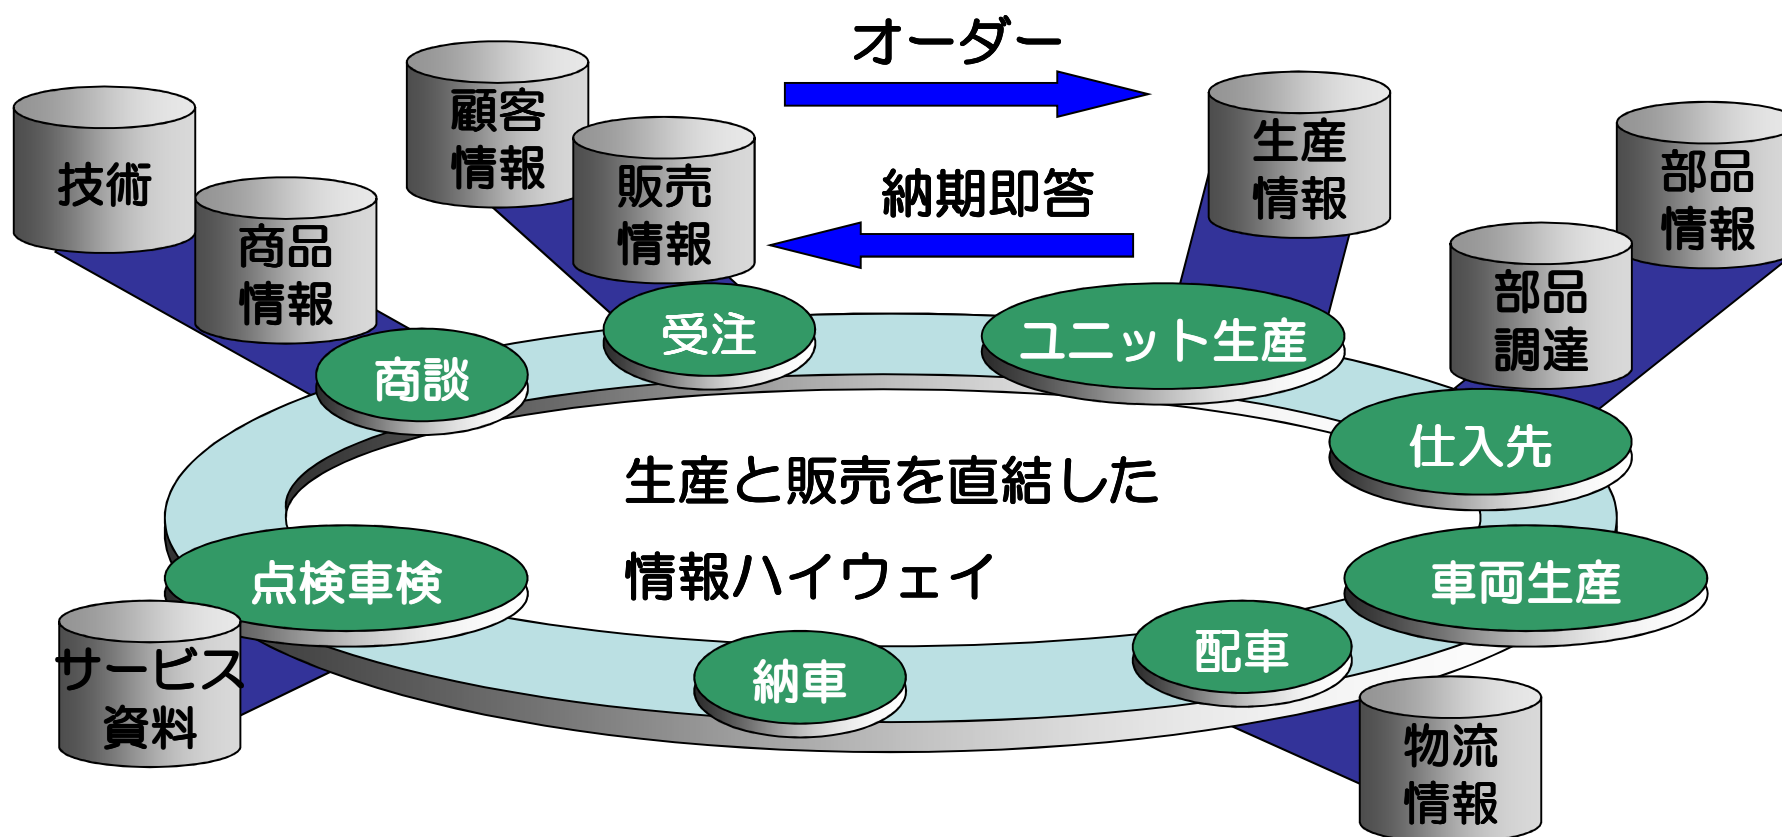 オーダー
顧客
情報
生産
情報
部品
情報
技術
販売
情報
納期即答
商品
情報
部品
調達
受注
ユニット生産
商談
仕入先
生産と販売を直結した
情報ハイウェイ
点検車検
車両生産
配車
納車
サービス
資料
物流
情報